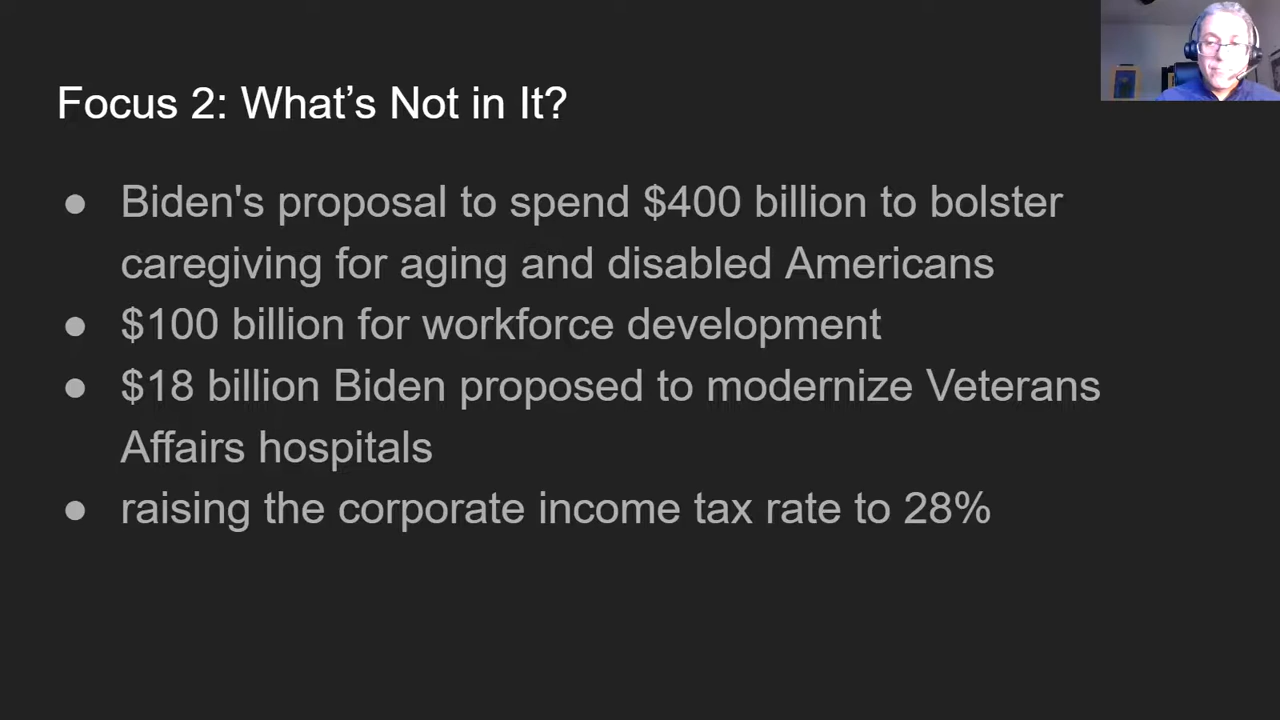 Focus 2: What’s Not in It?
● Biden's proposal to spend $400 billion to bolster
caregiving for aging and disabled Americans
● $100 billion for workforce development
● $18 billion Biden proposed to modernize Veterans
Affairs hospitals
● raising the corporate income tax rate to 28%